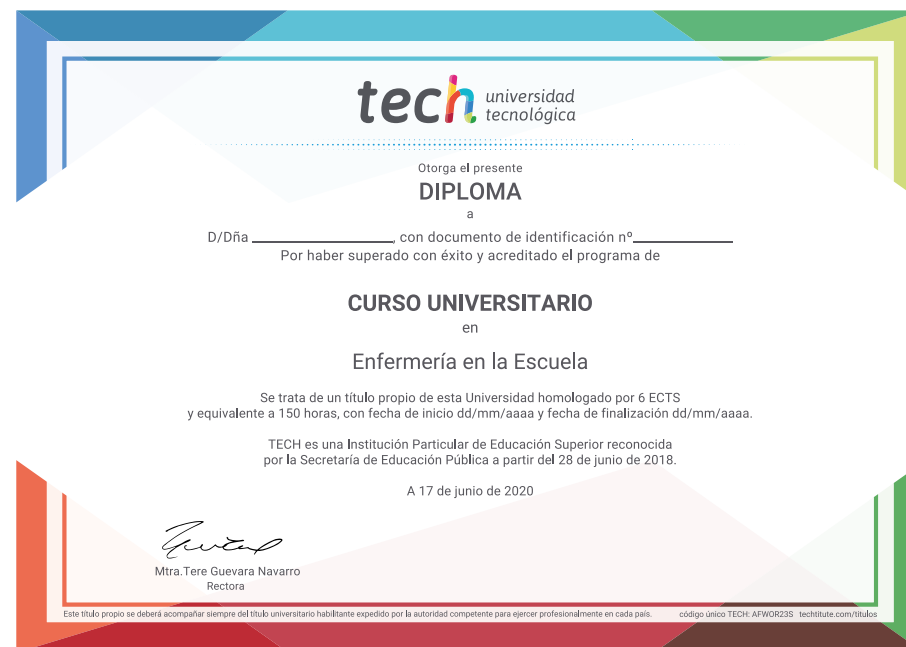 tech universidad
tecnológica
Otorga el presente
DIPLOMA
a
D/Dña ____________________, con documento de identificación nº______________
Por haber superado con éxito y acreditado el programa de
CURSO UNIVERSITARIO
en
Enfermería en la Escuela
Se trata de un título propio de esta Universidad homologado por 6 ECTS
y equivalente a 150 horas, con fecha de inicio dd/mm/aaaa y fecha de finalización dd/mm/aaaa.
TECH es una Institución Particular de Educación Superior reconocida
por la Secretaría de Educación Pública a partir del 28 de junio de 2018.
A 17 de junio de 2020
Mtra.Tere Guevara Navarro
Rectora
Este título propio se deberá acompañar siempre del título universitario habilitante expedido por la autoridad competente para ejercer profesionalmente en cada país. código único TECH: AFWOR23S techtitute.com/títulos